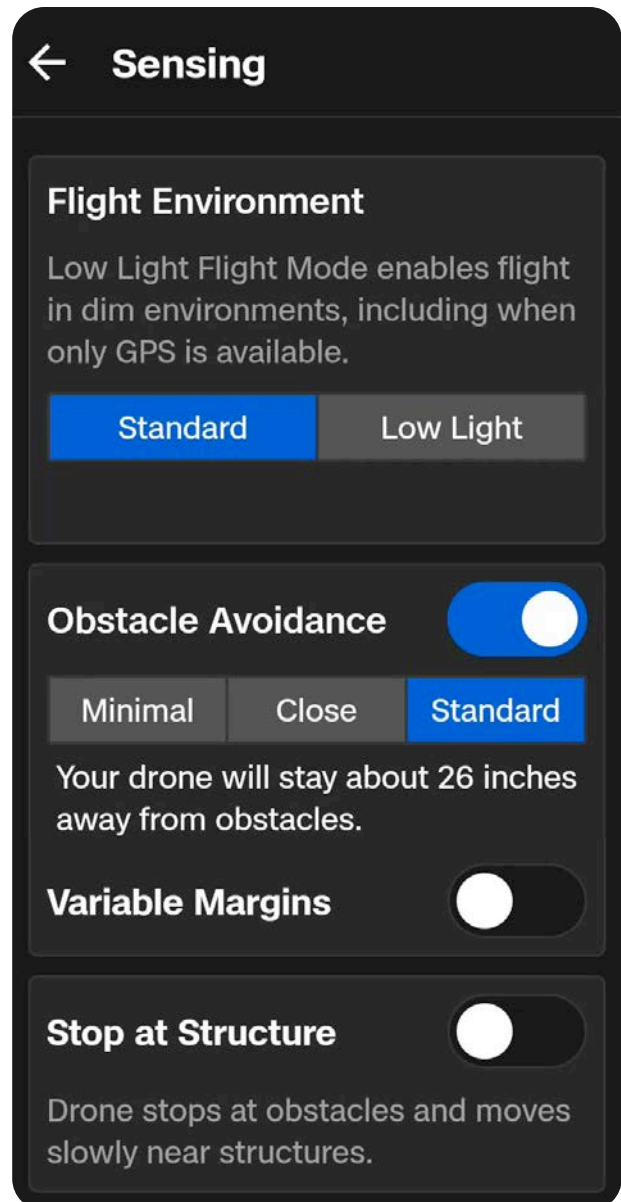 Sensing
Flight Environment
Low Light Flight Mode enables flight
in dim environments, including when
only GPS is available.
Standard
Low Light
Obstacle Avoidance
Minimal
Close
Standard
Your drone will stay about 26 inches
away from obstacles.
Variable Margins
Stop at Structure
Drone stops at obstacles and moves
slowly near structures.